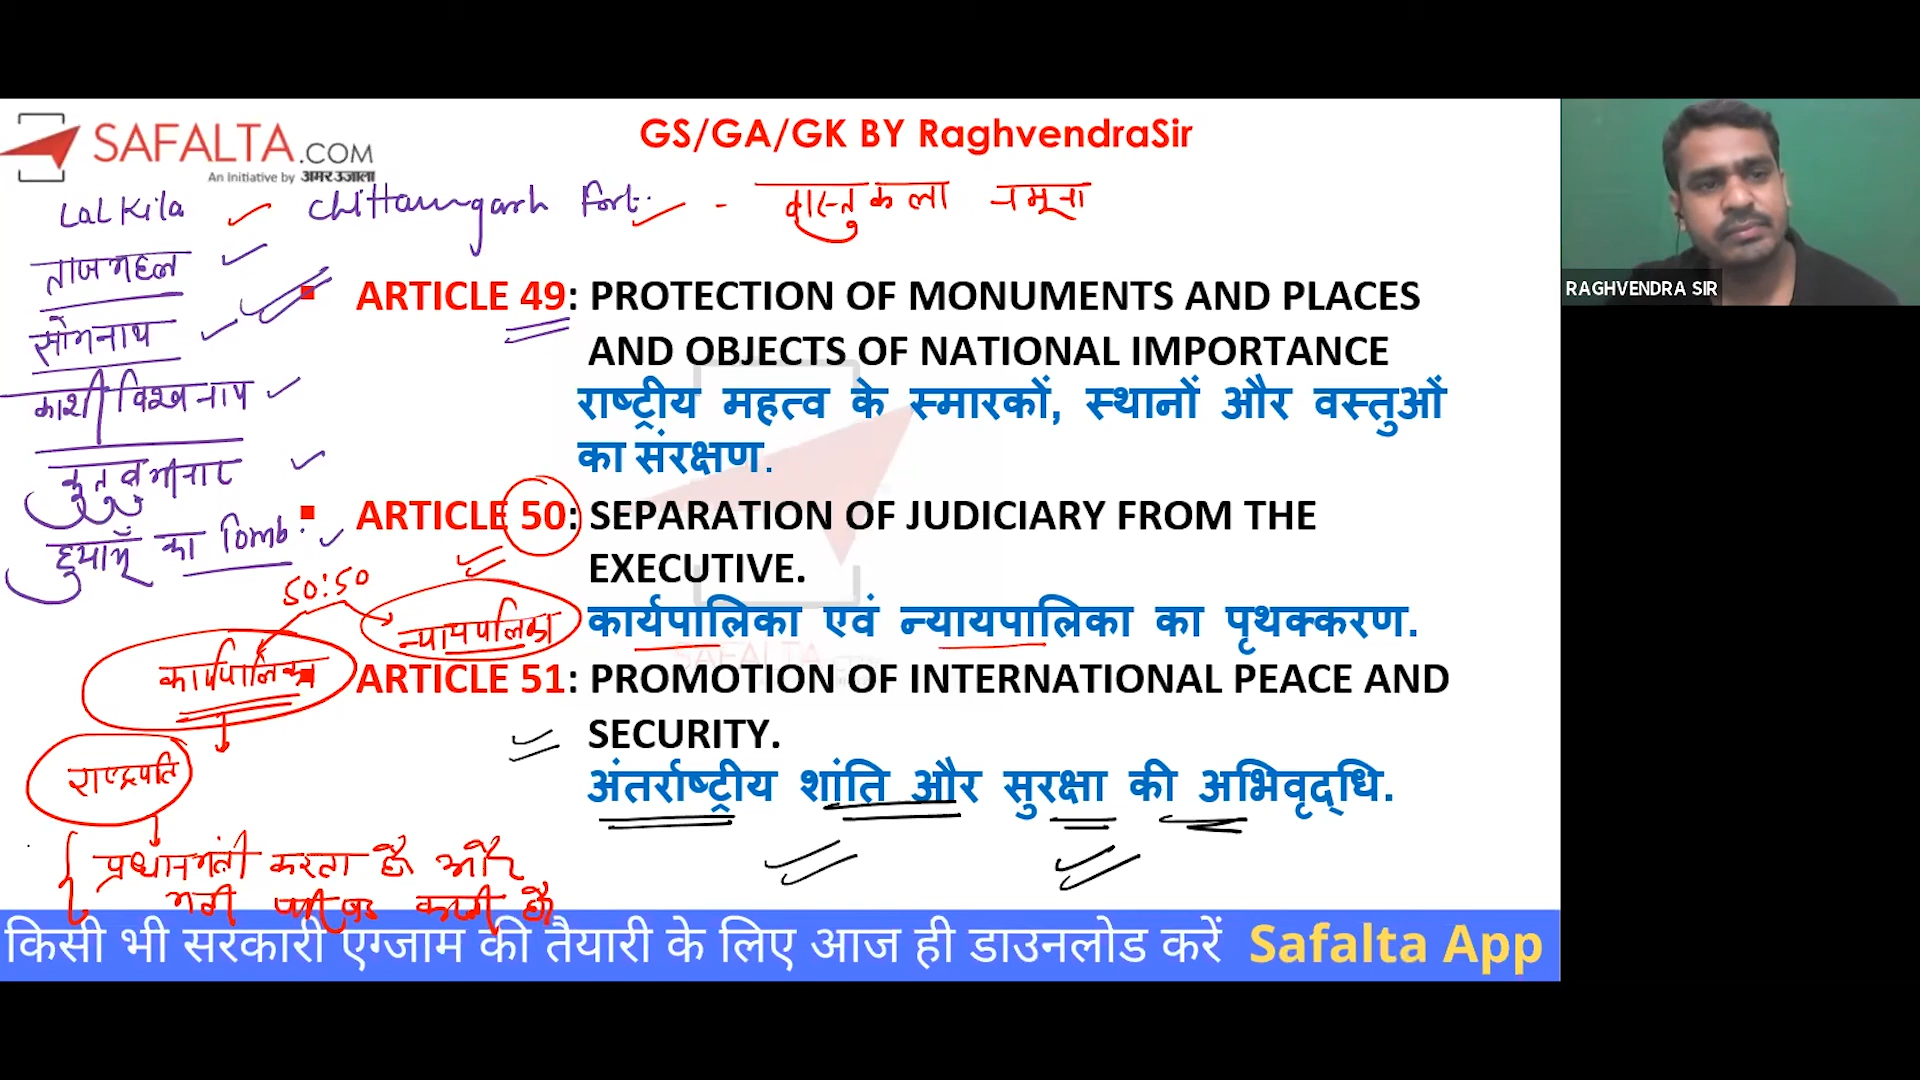 SAFALTA.COM
An Initiative by अमर उजाला
GS/GA/GK BY RaghvendraSir
Lal Kila
Chittaurgarh Fort
वास्तुकला नमूना
ताजमहल
सोमनाथ
काशी विश्वनाथ
कुतुबमीनार
हुमायूँ का Tomb
ARTICLE 49: PROTECTION OF MONUMENTS AND PLACES
AND OBJECTS OF NATIONAL IMPORTANCE
राष्ट्रीय महत्व के स्मारकों, स्थानों और वस्तुओं
का संरक्षण.
ARTICLE 50: SEPARATION OF JUDICIARY FROM THE
EXECUTIVE.
50:50
न्यायपालिका
कार्यपालिका एवं न्यायपालिका का पृथक्करण.
कार्यपालिका
ARTICLE 51: PROMOTION OF INTERNATIONAL PEACE AND
SECURITY.
राष्ट्रपति
अंतर्राष्ट्रीय शांति और सुरक्षा की अभिवृद्धि.
प्रधानमंत्री करता है और
करती है
किसी भी सरकारी एग्जाम की तैयारी के लिए आज ही डाउनलोड करें Safalta App
RAGHVENDRA SIR